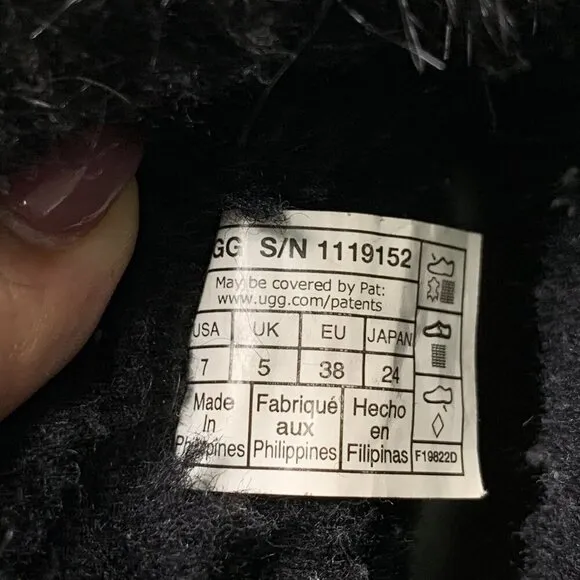 GG S/N 1119152
May be covered by Pat:
www.ugg.com/patents
USA UK EU JAPAN
7 5 38 24
Made Fabriqué Hecho
In aux en
Philippines Philippines Filipinas
F19822D